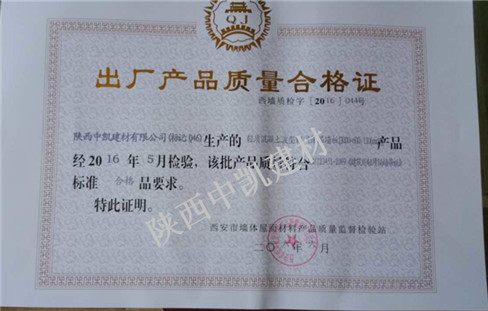 QJ
出厂产品质量合格证
西墙质检字 [2016] 044号
陕西中凯建材有限公司 生产的 产品
经2016年5月检验,该批产品质量符合
标准 合格 品要求。
特此证明。
西安市墙体屋面材料产品质量监督检验站
二〇 年 月
陕西中凯建材